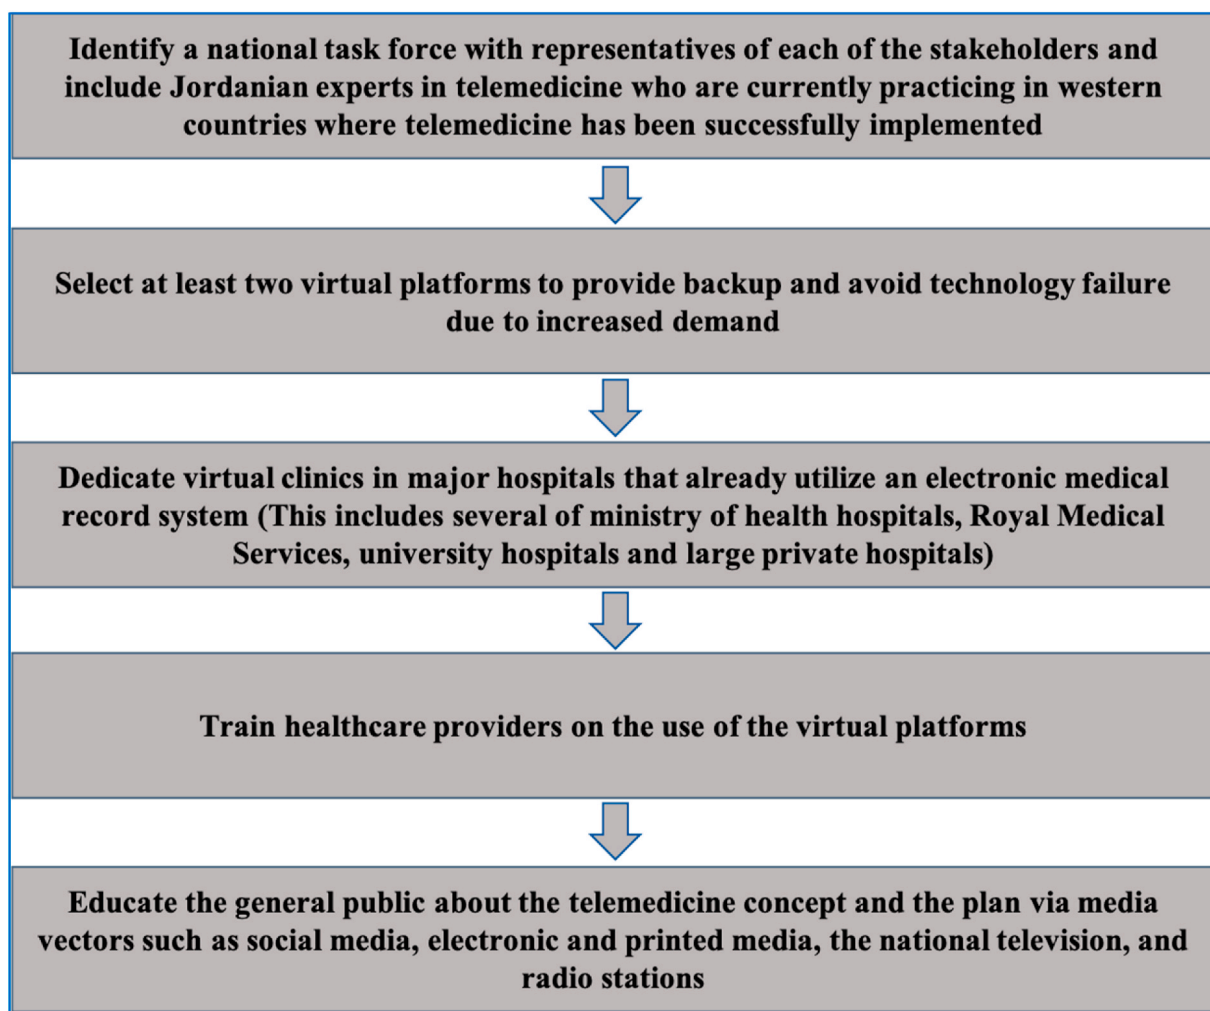 Identify a national task force with representatives of each of the stakeholders and
include Jordanian experts in telemedicine who are currently practicing in western
countries where telemedicine has been successfully implemented
Select at least two virtual platforms to provide backup and avoid technology failure
due to increased demand
Dedicate virtual clinics in major hospitals that already utilize an electronic medical
record system (This includes several of ministry of health hospitals, Royal Medical
Services, university hospitals and large private hospitals)
Train healthcare providers on the use of the virtual platforms
Educate the general public about the telemedicine concept and the plan via media
vectors such as social media, electronic and printed media, the national television, and
radio stations